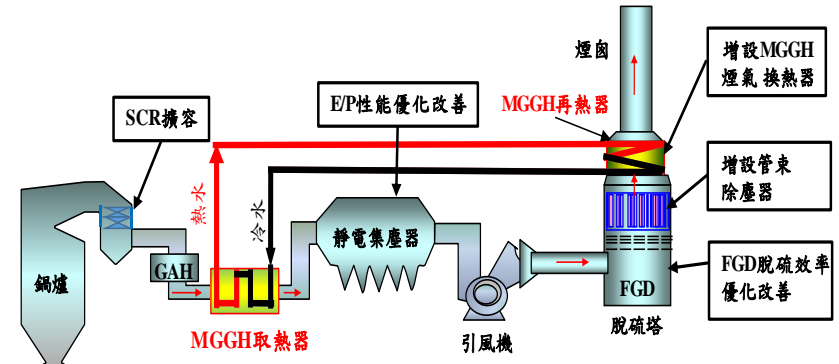 煙囪
增設MGGH
煙氣換熱器
E/P性能優化改善
MGGH再熱器
SCR擴容
增設管束
除塵器
熱水
冷水
靜電集塵器
GAH
鍋爐
FGD
FGD脫硫效率
優化改善
MGGH取熱器
引風機
脫硫塔